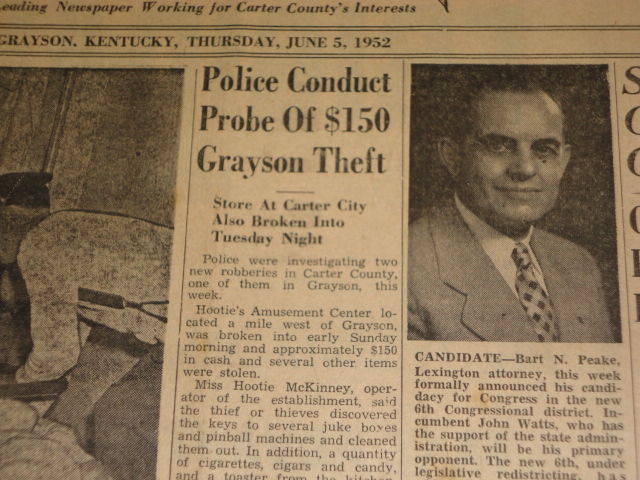 eading Newspaper Working for Carter County's Interests
GRAYSON, KENTUCKY, THURSDAY, JUNE 5, 1952
Police Conduct
Probe Of $150
Grayson Theft
Store At Carter City
Also Broken Into
Tuesday Night
Police were investigating two
new robberies in Carter County,
one of them in Grayson, this
week.
Hootie's Amusement Center, lo-
cated a mile west of Grayson,
was broken into early Sunday
morning and approximately $150
in cash and several other items
were stolen.
Miss Hootie McKinney, oper-
ator of the establishment, said
the thief or thieves discovered
the keys to several juke boxes
and pinball machines and cleaned
them out. In addition, a quantity
of cigarettes, cigars and candy,
and a toaster from the kitchen
CANDIDATE—Bart N. Peake,
Lexington attorney, this week
formally announced his candi-
dacy for Congress in the new
6th Congressional district. In-
cumbent John Watts, who has
the support of the state admin-
istration, will be his primary
opponent. The new 6th, under
legislative redistricting, has